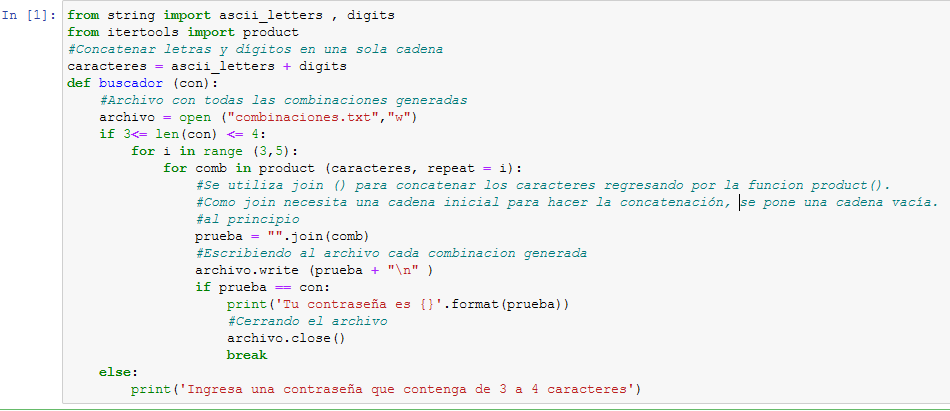 In [1]: from string import ascii_letters , digits
from itertools import product
#Concatenar letras y dígitos en una sola cadena
caracteres = ascii_letters + digits
def buscador (con):
    #Archivo con todas las combinaciones generadas
    archivo = open ("combinaciones.txt","w")
    if 3<= len(con) <= 4:
        for i in range (3,5):
            for comb in product (caracteres, repeat = i):
                #Se utiliza join () para concatenar los caracteres regresando por la funcion product().
                #Como join necesita una cadena inicial para hacer la concatenación, se pone una cadena vacía.
                #al principio
                prueba = "".join(comb)
                #Escribiendo al archivo cada combinacion generada
                archivo.write (prueba + "\n" )
                if prueba == con:
                    print('Tu contraseña es {}'.format(prueba))
                    #Cerrando el archivo
                    archivo.close()
                    break
    else:
        print('Ingresa una contraseña que contenga de 3 a 4 caracteres')